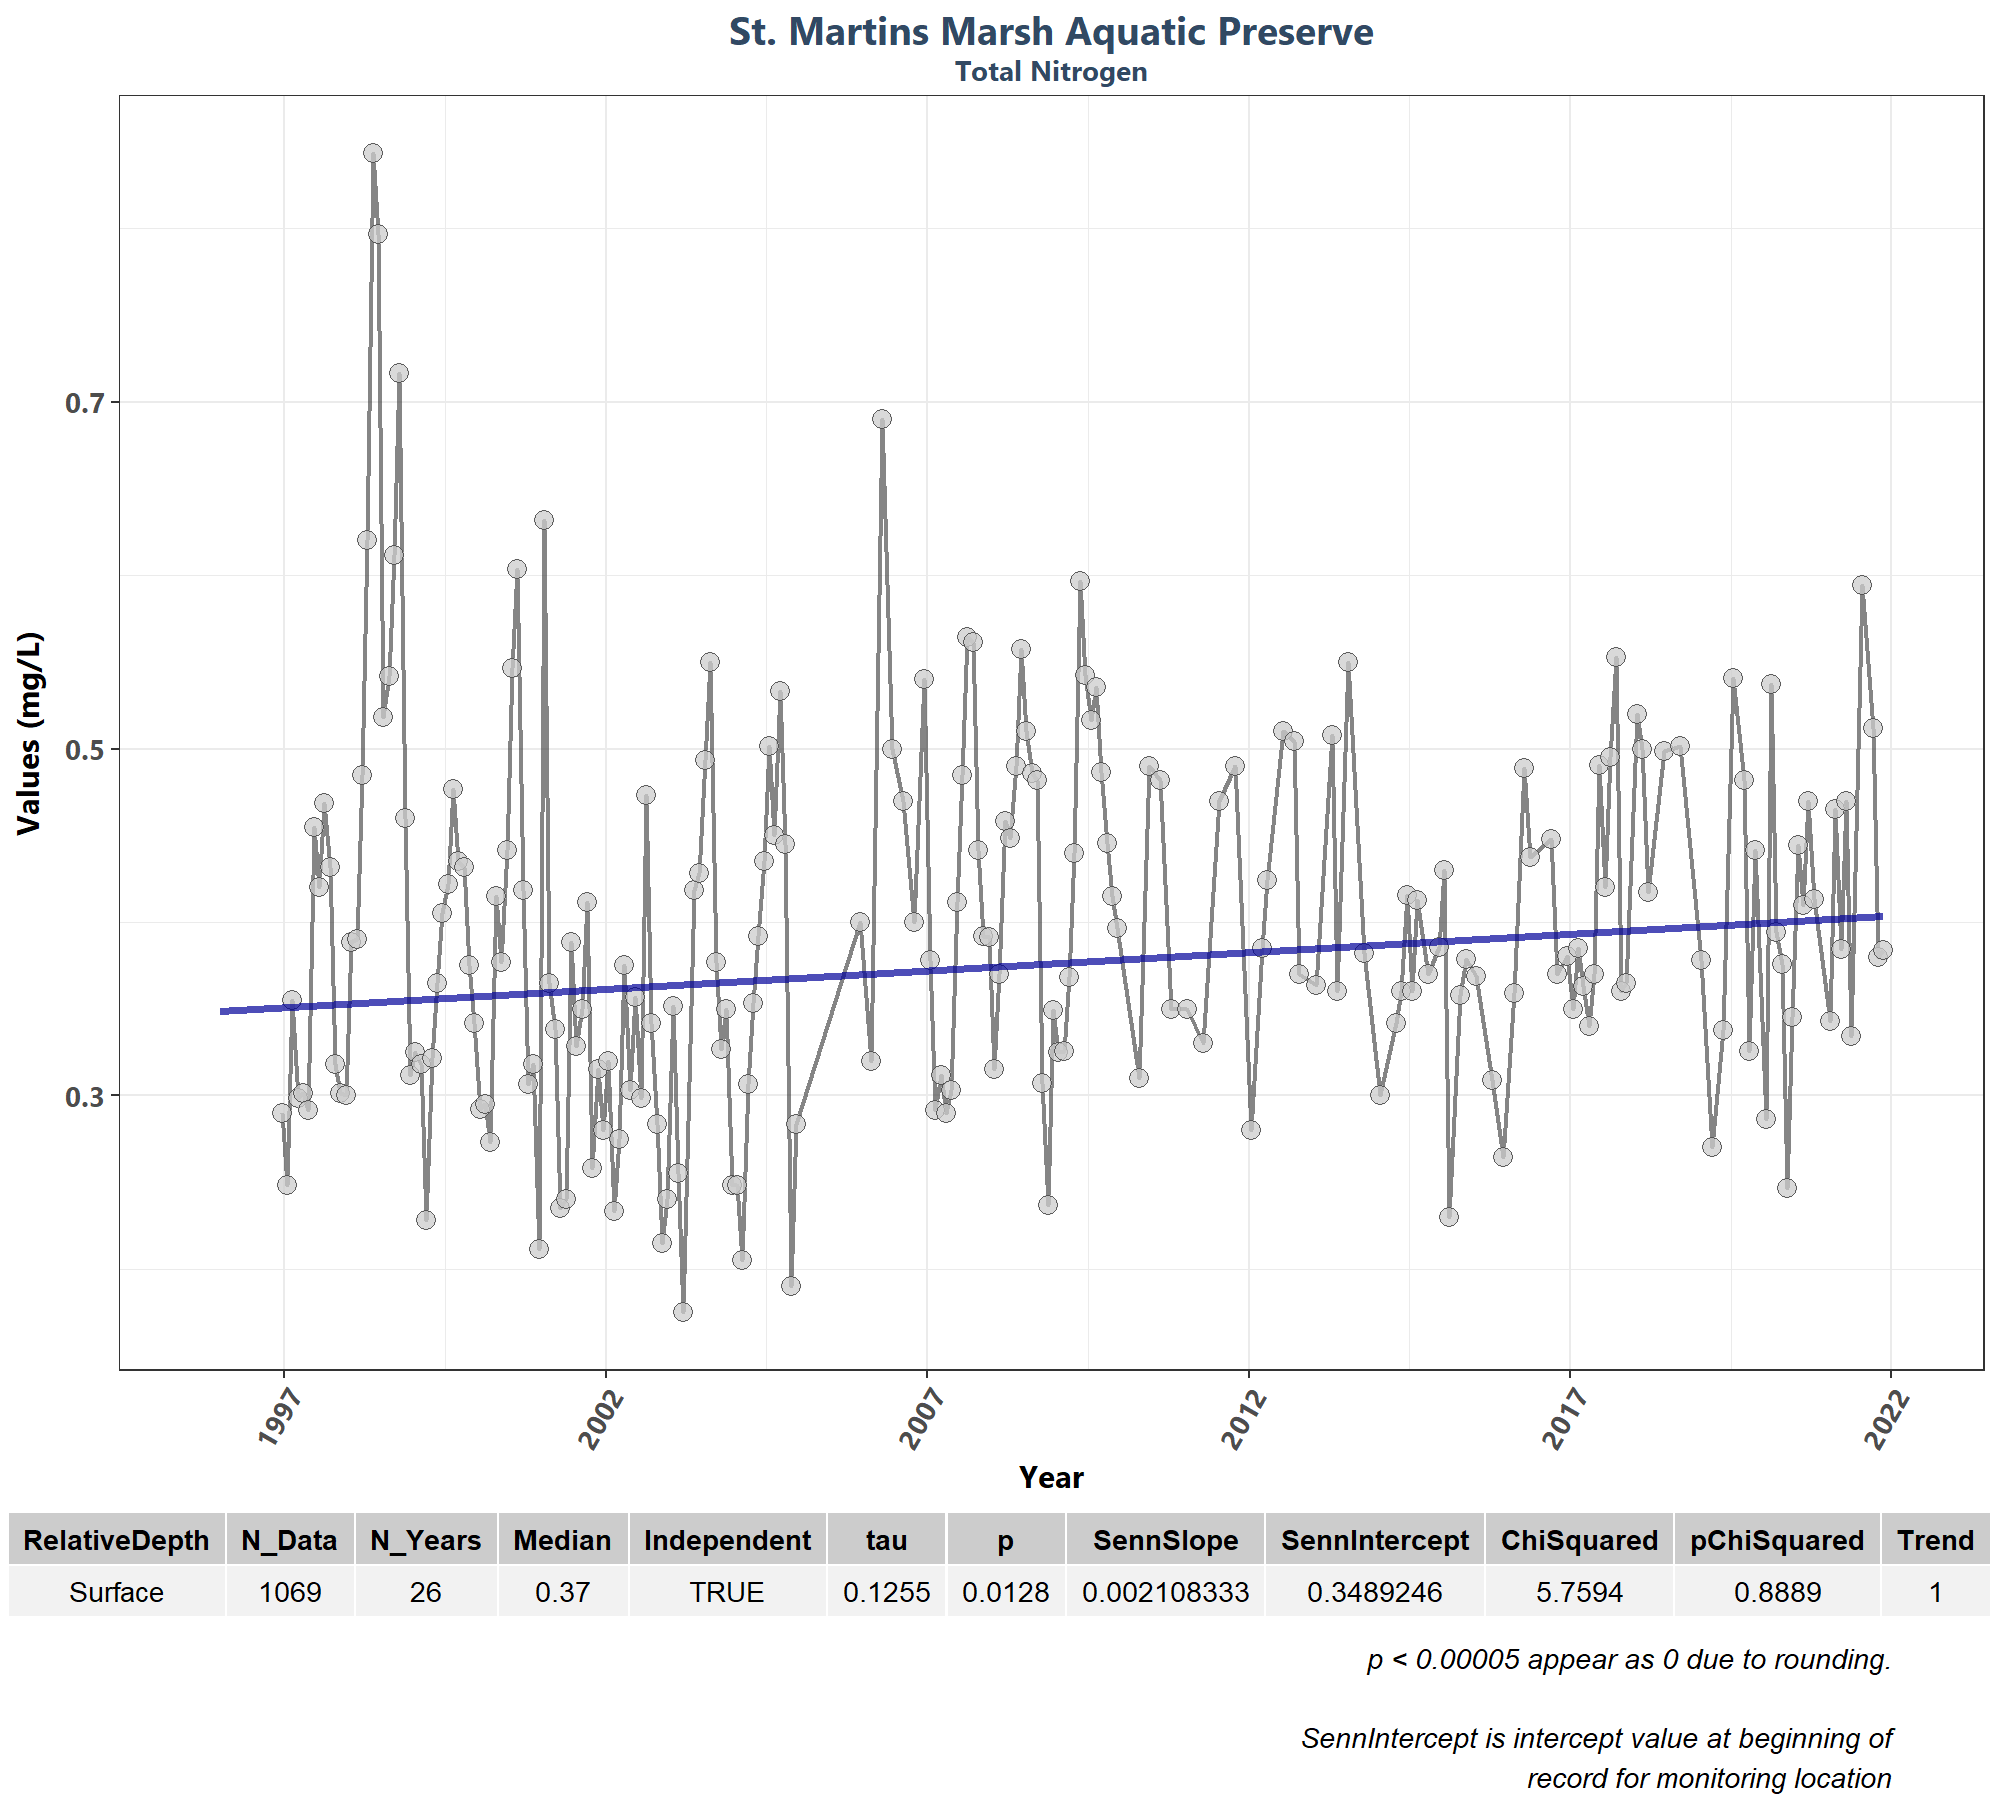 St. Martins Marsh Aquatic Preserve
Total Nitrogen
Values (mg/L)
0.7
0.5
0.3
1997 2002 2007 2012 2017 2022
Year
RelativeDepth N_Data N_Years Median Independent tau p SennSlope SennIntercept ChiSquared pChiSquared Trend
Surface 1069 26 0.37 TRUE 0.1255 0.0128 0.002108333 0.3489246 5.7594 0.8889 1
p < 0.00005 appear as 0 due to rounding.
SennIntercept is intercept value at beginning of
record for monitoring location